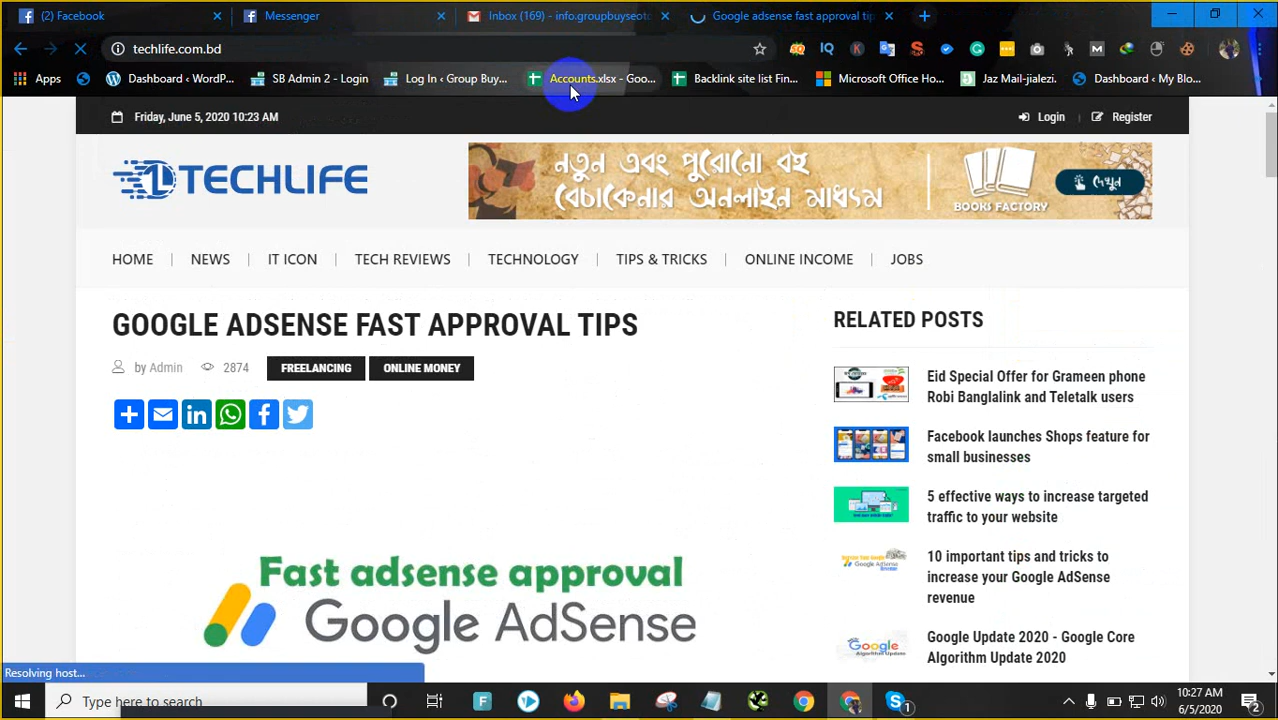 (2) Facebook
Messenger
Inbox (169) - info.groupbuyseoto
Google adsense fast approval tip
techlife.com.bd
Apps
Dashboard ‹ WordP...
SB Admin 2 - Login
Log In ‹ Group Buy...
Accounts.xlsx - Goo...
Backlink site list Fin...
Microsoft Office Ho...
Jaz Mail-jialezi.
Dashboard ‹ My Blo...
Friday, June 5, 2020 10:23 AM
Login
Register
TECHLIFE
নতুন এবং পুরোনো বই
বেচাকেনার অনলাইন মাধ্যম
BOOKS FACTORY
দেখুন
HOME
NEWS
IT ICON
TECH REVIEWS
TECHNOLOGY
TIPS & TRICKS
ONLINE INCOME
JOBS
GOOGLE ADSENSE FAST APPROVAL TIPS
by Admin
2874
FREELANCING
ONLINE MONEY
Fast adsense approval
Google AdSense
RELATED POSTS
Eid Special Offer for Grameen phone
Robi Banglalink and Teletalk users
Facebook launches Shops feature for
small businesses
5 effective ways to increase targeted
traffic to your website
10 important tips and tricks to
increase your Google AdSense
revenue
Google Update 2020 - Google Core
Algorithm Update 2020
Resolving host...
Type here to search
10:27 AM
6/5/2020